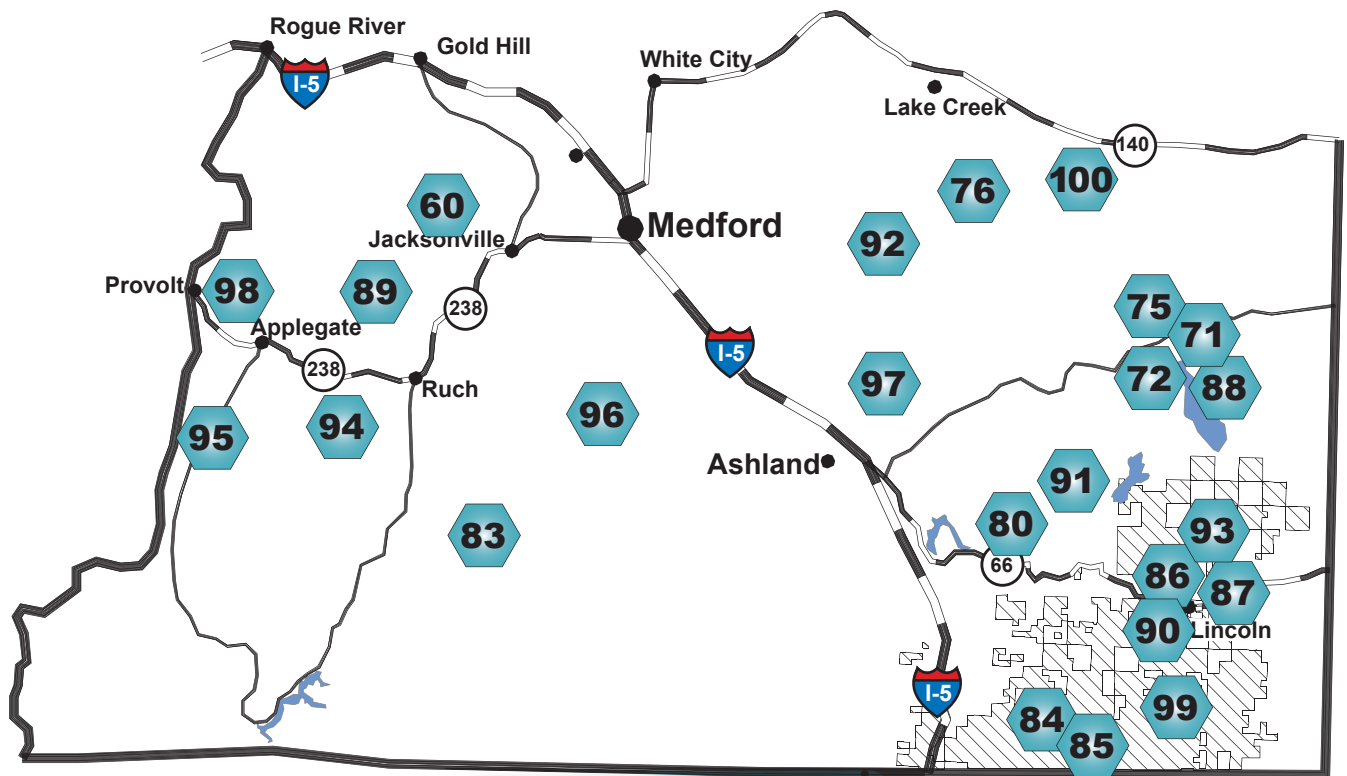 Rogue River
Gold Hill
I-5
White City
Lake Creek
140
60
76
100
Medford
92
Jacksonville
Provolt
98
89
238
75
Applegate
71
I-5
238
Ruch
97
72
88
96
95
94
Ashland
91
83
80
93
66
86
87
90
Lincoln
I-5
84
99
85